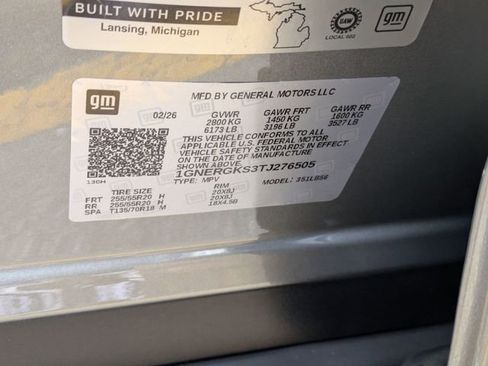 BUILT WITH PRIDE
Lansing, Michigan
UAW
LOCAL 602
gm
gm
MFD BY GENERAL MOTORS LLC
02/26 GVWR GAWR FRT GAWR RR
2800 KG 1450 KG 1600 KG
6173 LB 3196 LB 3527 LB
THIS VEHICLE CONFORMS TO ALL
APPLICABLE U.S. FEDERAL MOTOR
VEHICLE SAFETY STANDARDS IN EFFECT
ON THE DATE OF MANUFACTURE
SHOWN ABOVE
1GNERGKS3TJ276505
TYPE: MPV MODEL: 351LB56
TIRE SIZE RIM
FRT 255/55R20 H 20X8J
RR 255/55R20 H 20X8J
SPA T135/70R18 M 18X4.5B